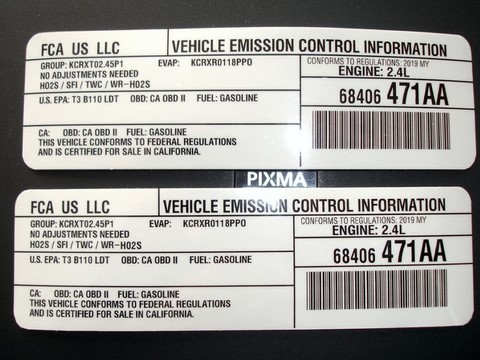 FCA US LLC VEHICLE EMISSION CONTROL INFORMATION
GROUP: KCRXT02.45P1 EVAP: KCRXR0118PP0
NO ADJUSTMENTS NEEDED
HO2S / SFI / TWC / WR-HO2S
CONFORMS TO REGULATIONS: 2019 MY
ENGINE: 2.4L
U.S. EPA: T3 B110 LDT OBD: CA OBD II FUEL: GASOLINE
68406 471AA
CA: OBD: CA OBD II FUEL: GASOLINE
THIS VEHICLE CONFORMS TO FEDERAL REGULATIONS
AND IS CERTIFIED FOR SALE IN CALIFORNIA.
PIXMA
FCA US LLC VEHICLE EMISSION CONTROL INFORMATION
GROUP: KCRXT02.45P1 EVAP: KCRXR0118PP0
NO ADJUSTMENTS NEEDED
HO2S / SFI / TWC / WR-HO2S
CONFORMS TO REGULATIONS: 2019 MY
ENGINE: 2.4L
U.S. EPA: T3 B110 LDT OBD: CA OBD II FUEL: GASOLINE
68406 471AA
CA: OBD: CA OBD II FUEL: GASOLINE
THIS VEHICLE CONFORMS TO FEDERAL REGULATIONS
AND IS CERTIFIED FOR SALE IN CALIFORNIA.